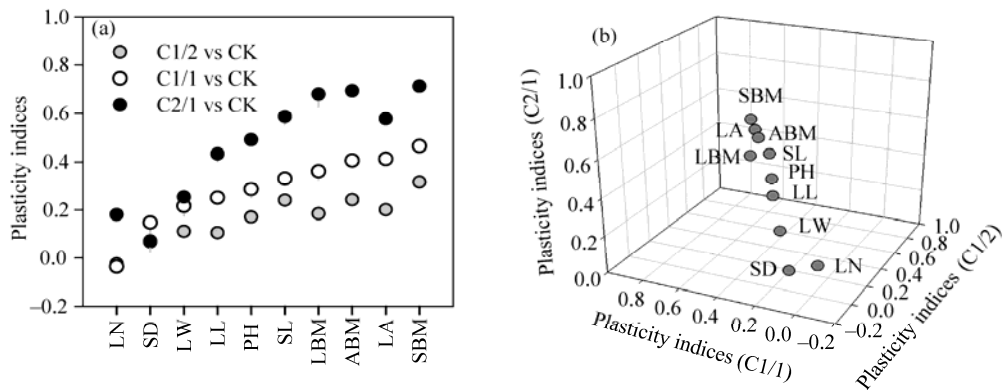 (a)
1.0
0.8
0.6
0.4
0.2
0.0
–0.2
Plasticity indices
C1/2 vs CK
C1/1 vs CK
C2/1 vs CK
LN
SD
LW
LL
PH
SL
LBM
ABM
LA
SBM
(b)
1.0
0.8
0.6
0.4
0.2
0.0
Plasticity indices (C2/1)
SBM
LA
ABM
LBM
SL
PH
LL
LW
SD
LN
0.8
0.6
0.4
0.2
0.0
–0.2
Plasticity indices (C1/1)
1.0
0.8
0.6
0.4
0.2
0.0
–0.2
Plasticity indices (C1/2)